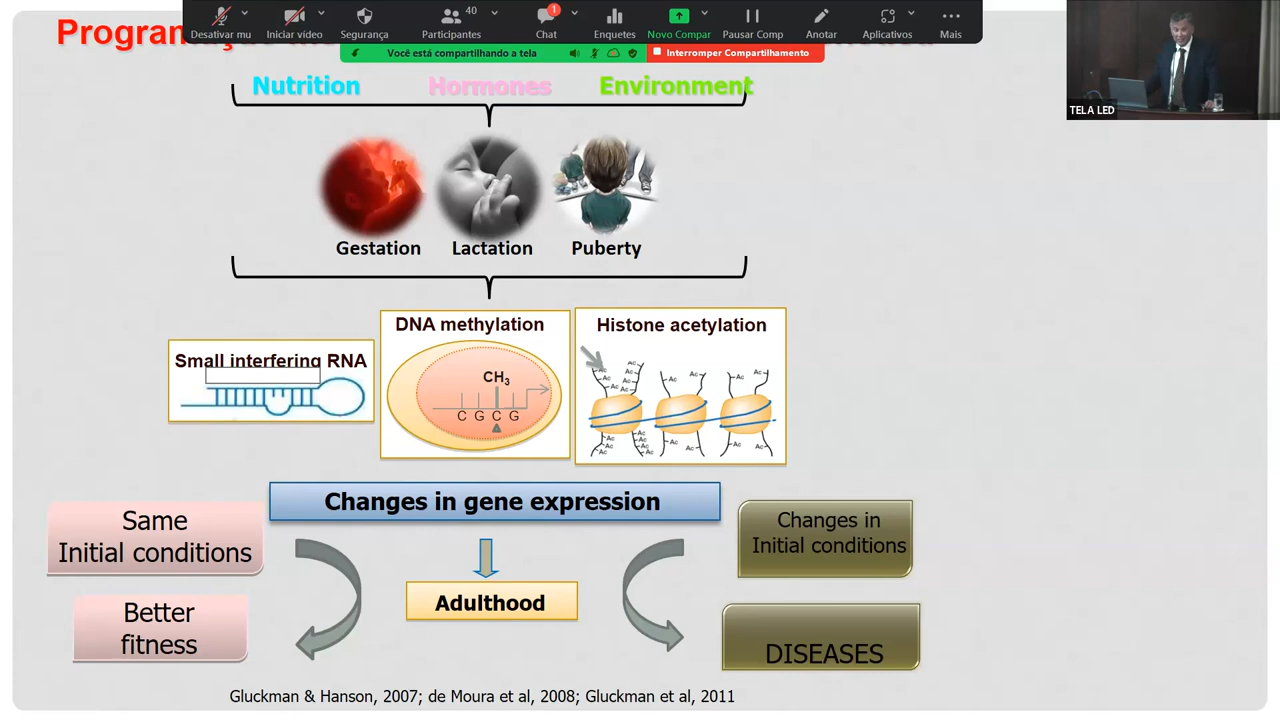 Desativar mu
Iniciar vídeo
Segurança
40
Participantes
1
Chat
Enquetes
Novo Compar
Pausar Comp
Anotar
Aplicativos
Mais
Você está compartilhando a tela
Interromper Compartilhamento
TELA LED
Nutrition Hormones Environment
Gestation Lactation Puberty
Small interfering RNA
DNA methylation
CH3
C G C G
Histone acetylation
Changes in gene expression
Same
Initial conditions
Changes in
Initial conditions
Adulthood
Better
fitness
DISEASES
Gluckman & Hanson, 2007; de Moura et al, 2008; Gluckman et al, 2011